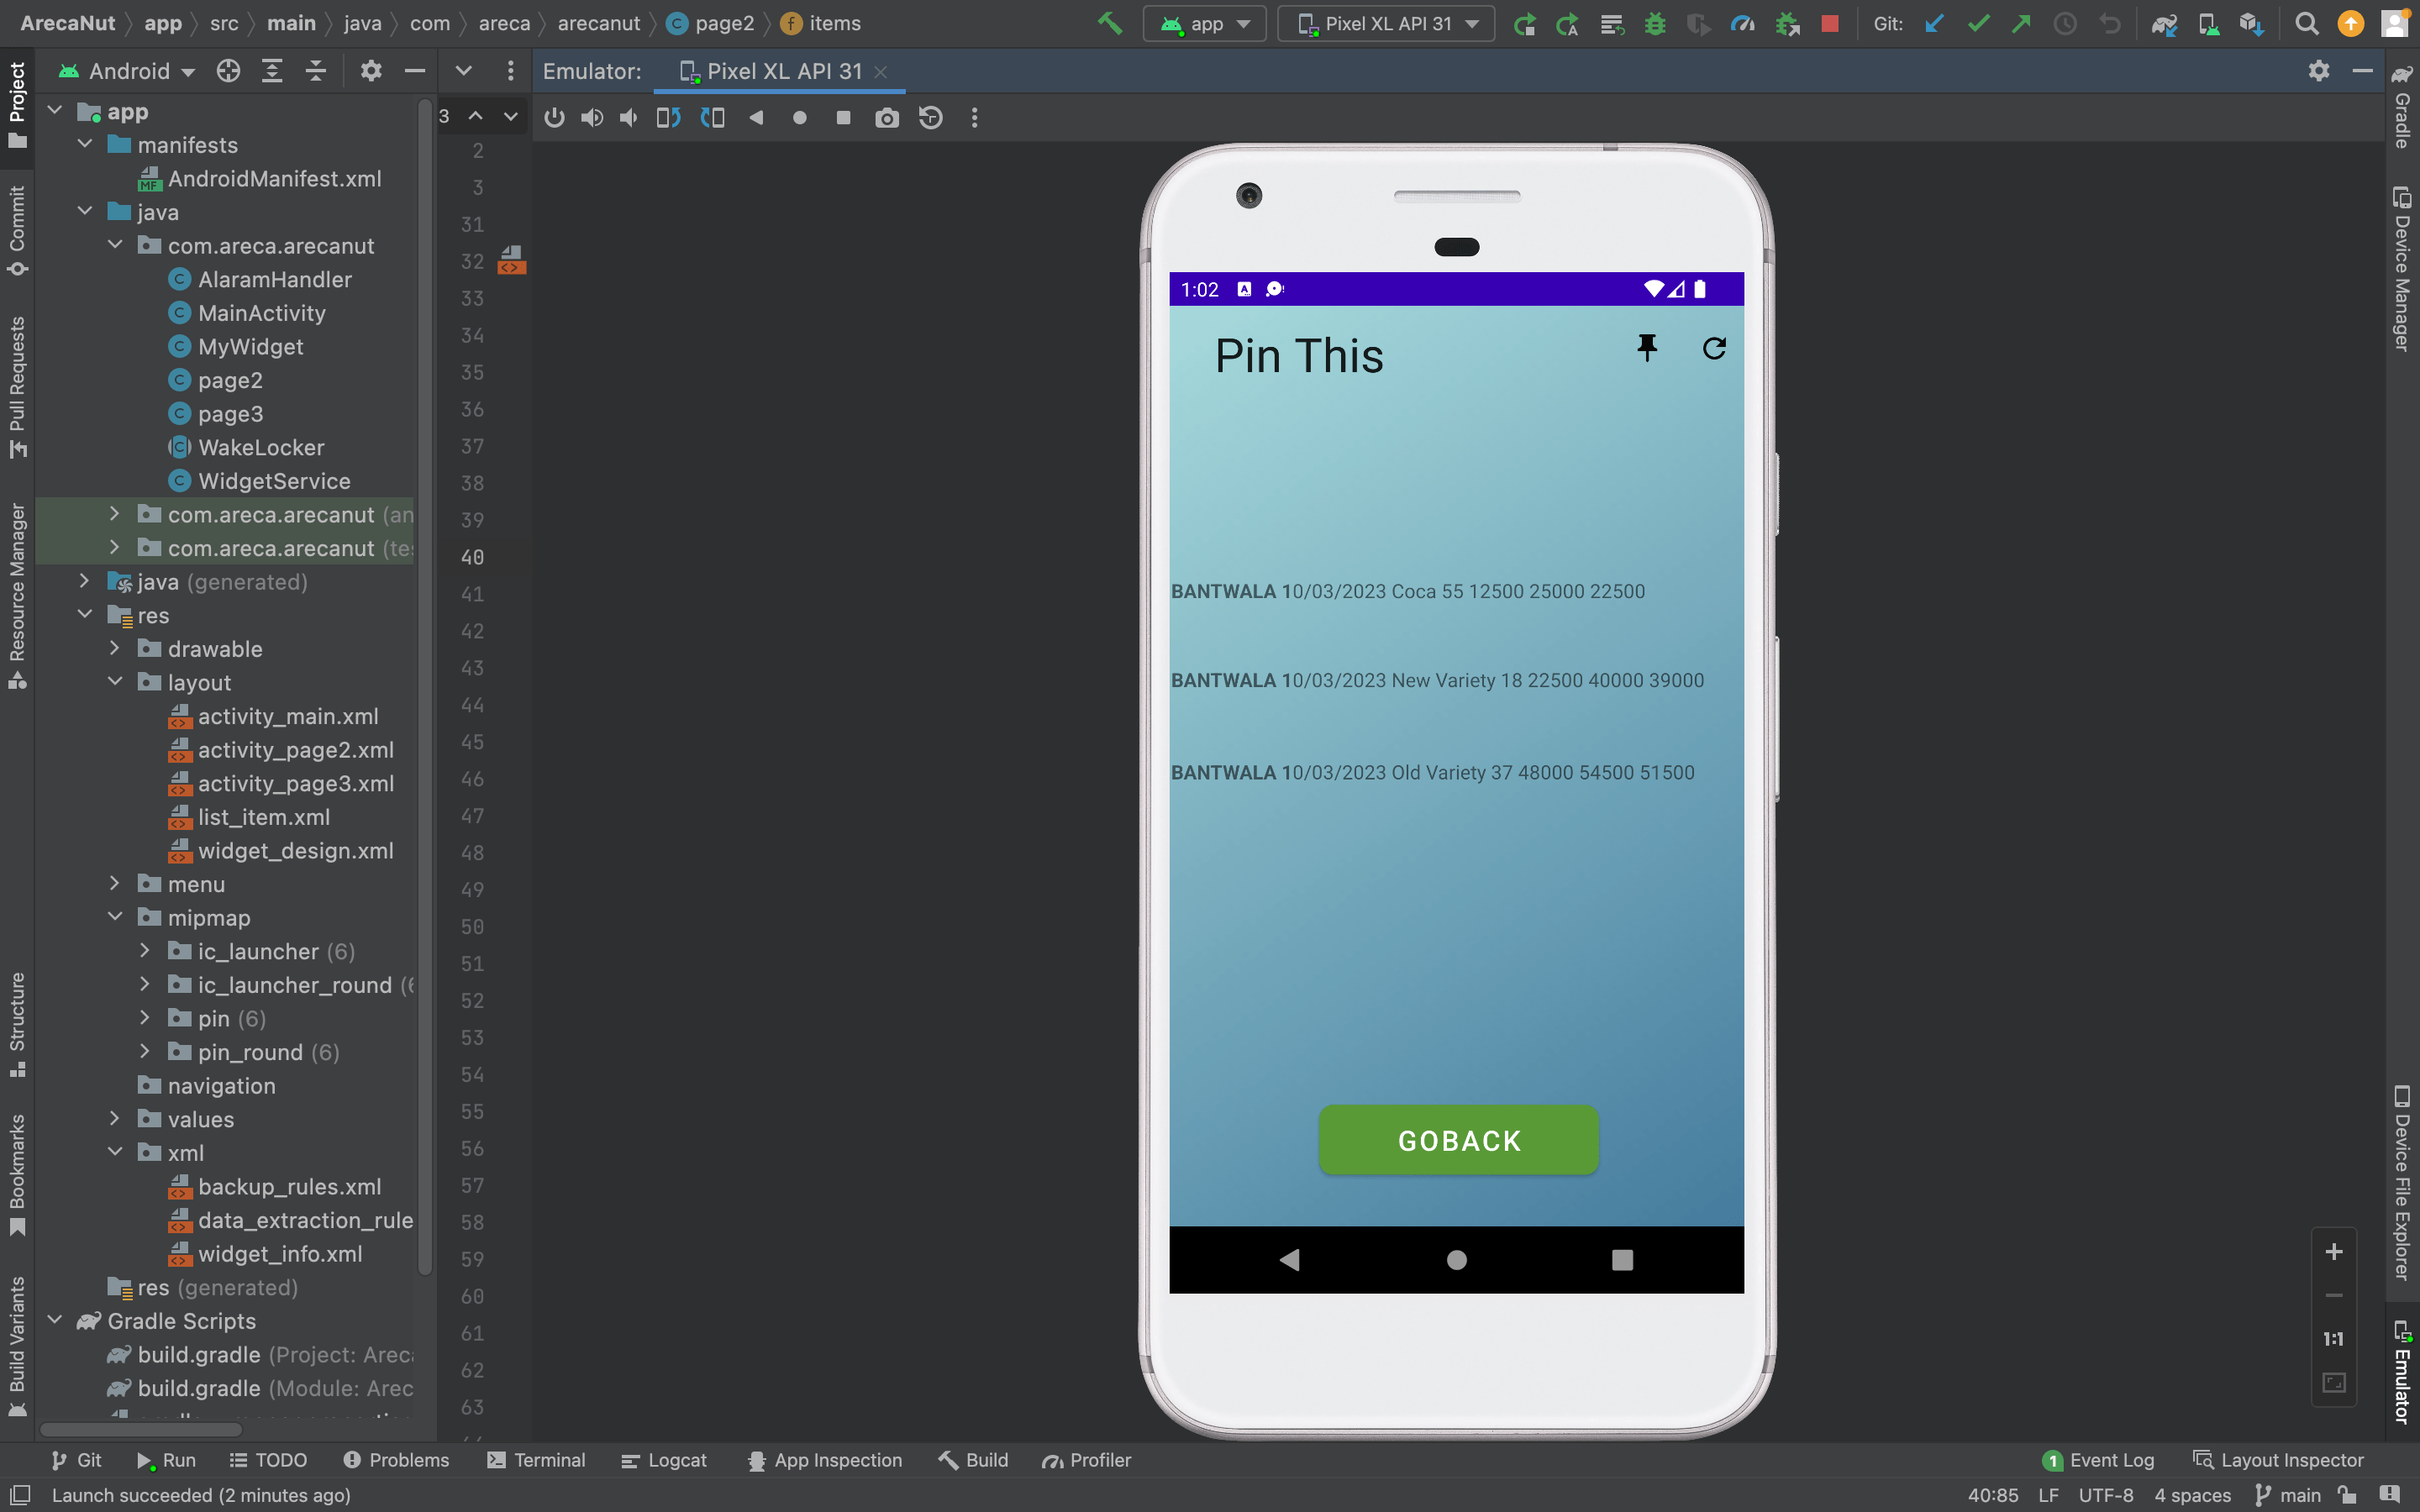 ArecaNut app src main java com areca arecanut page2 items
app Pixel XL API 31 Git:
Android
Emulator: Pixel XL API 31
3
Project
Commit
Pull Requests
Resource Manager
Structure
Bookmarks
Build Variants
app
manifests
AndroidManifest.xml
java
com.areca.arecanut
AlaramHandler
MainActivity
MyWidget
page2
page3
WakeLocker
WidgetService
com.areca.arecanut (an
com.areca.arecanut (tes
java (generated)
res
drawable
layout
activity_main.xml
activity_page2.xml
activity_page3.xml
list_item.xml
widget_design.xml
menu
mipmap
ic_launcher (6)
ic_launcher_round (6
pin (6)
pin_round (6)
navigation
values
xml
backup_rules.xml
data_extraction_rule
widget_info.xml
res (generated)
Gradle Scripts
build.gradle (Project: Areca
build.gradle (Module: Arec
2
3
31
32
33
34
35
36
37
38
39
40
41
42
43
44
45
46
47
48
49
50
51
52
53
54
55
56
57
58
59
60
61
62
63
1:02
Pin This
BANTWALA 10/03/2023 Coca 55 12500 25000 22500
BANTWALA 10/03/2023 New Variety 18 22500 40000 39000
BANTWALA 10/03/2023 Old Variety 37 48000 54500 51500
GOBACK
1:1
Gradle
Device Manager
Device File Explorer
Emulator
Git Run TODO Problems Terminal Logcat App Inspection Build Profiler
1 Event Log Layout Inspector
Launch succeeded (2 minutes ago)
40:85 LF UTF-8 4 spaces main